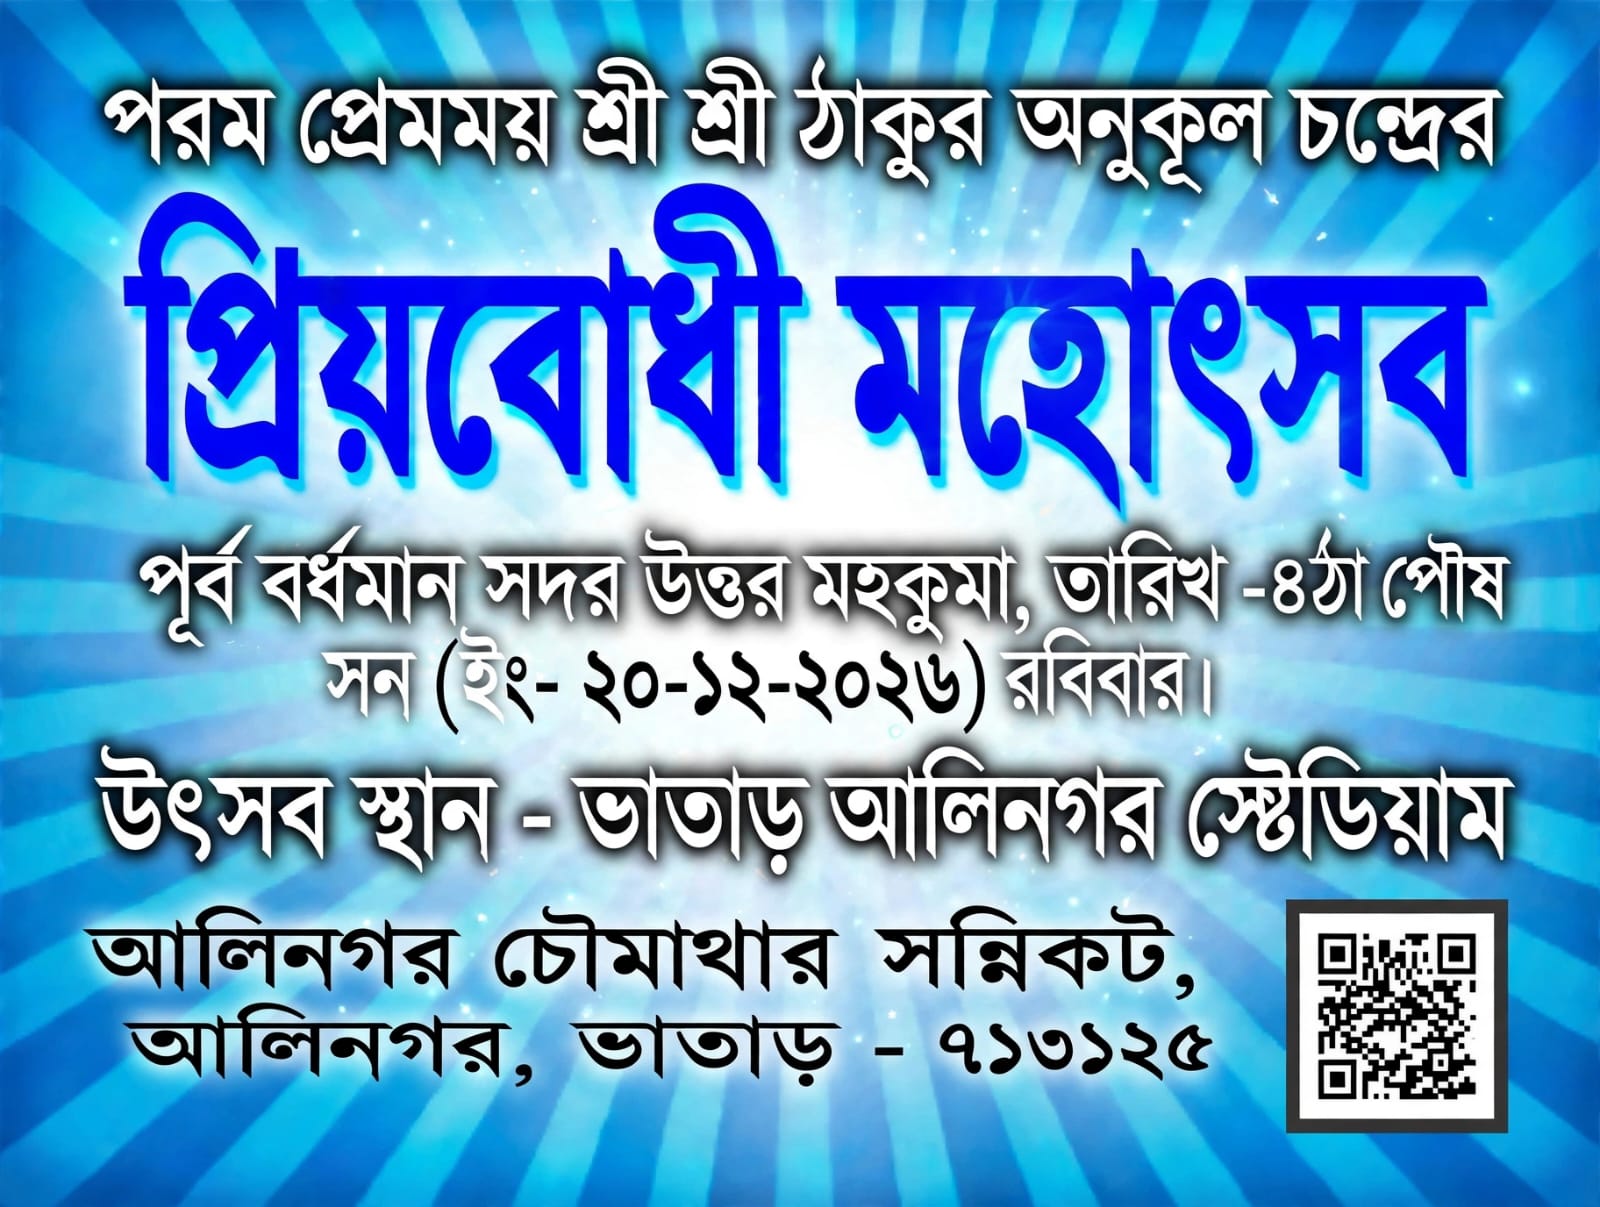 পরম প্রেমময় শ্রী শ্রী ঠাকুর অনুকূল চন্দ্রের
প্রিয়বোধী মহোৎসব
পূর্ব বর্ধমান সদর উত্তর মহকুমা, তারিখ -৪ঠা পৌষ
সন (ইং- ২০-১২-২০২৬) রবিবার।
উৎসব স্থান - ভাতাড় আলিনগর স্টেডিয়াম
আলিনগর চৌমাথার সন্নিকট,
আলিনগর, ভাতাড় - ৭১৩১২৫